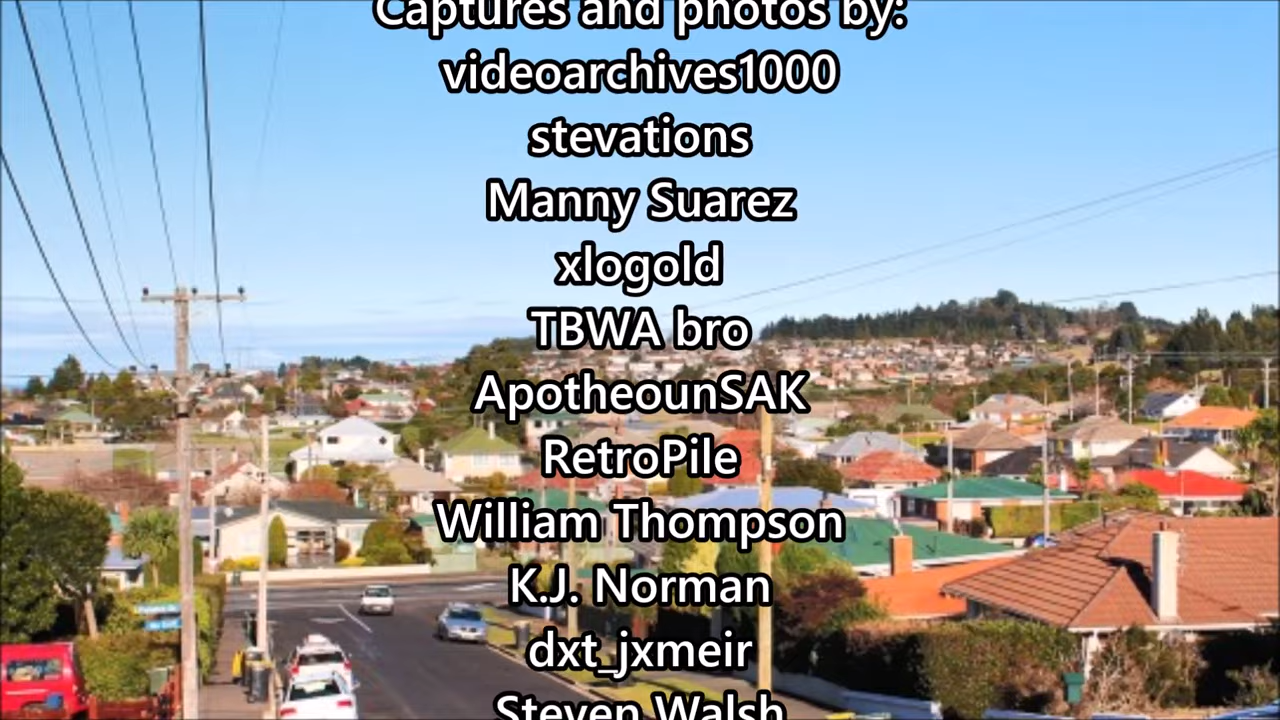 Captures and photos by:
videoarchives1000
stevations
Manny Suarez
xlogold
TBWA bro
ApotheounSAK
RetroPile
William Thompson
K.J. Norman
dxt_jxmeir
Steven Walsh